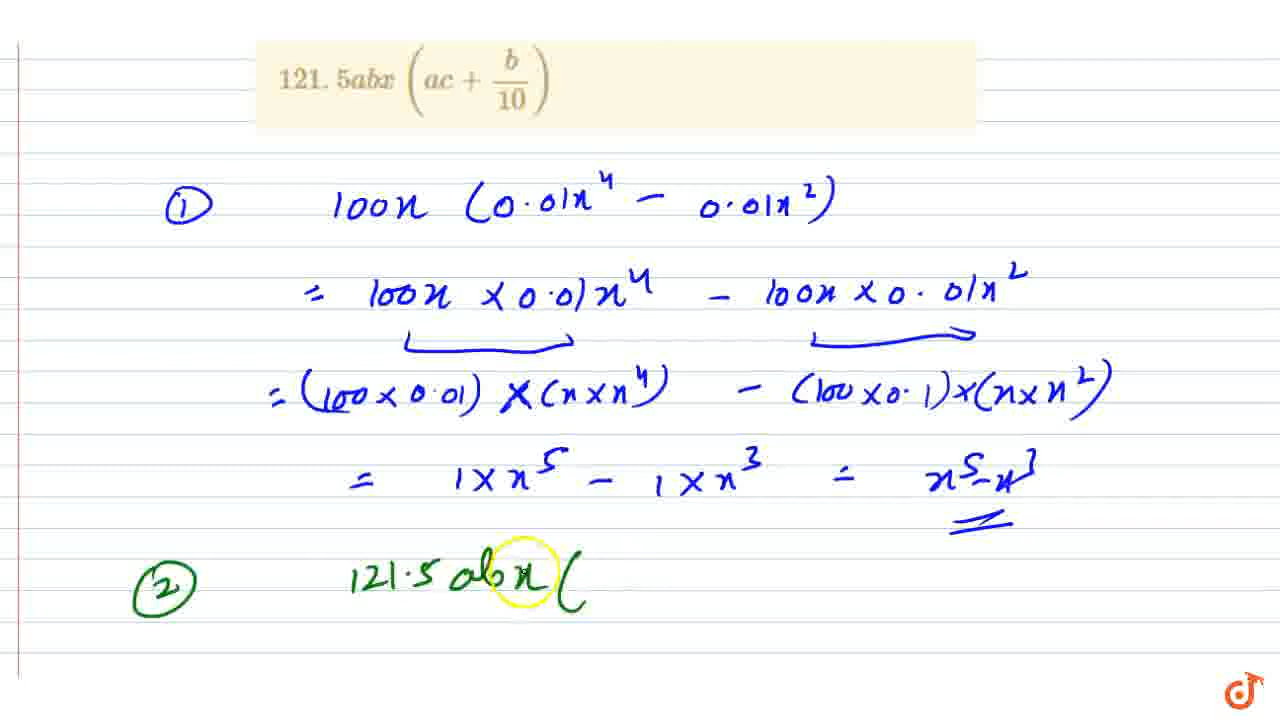 121. 5abx (ac + b/10)
① 100x (0.01x⁴ – 0.01x²)
= 100x × 0.01x⁴ – 100x × 0.01x²
= (100 × 0.01) × (x × x⁴) – (100 × 0.1) × (x × x²)
= 1 × x⁵ – 1 × x³ = x⁵ – x³
② 121.5 abx (